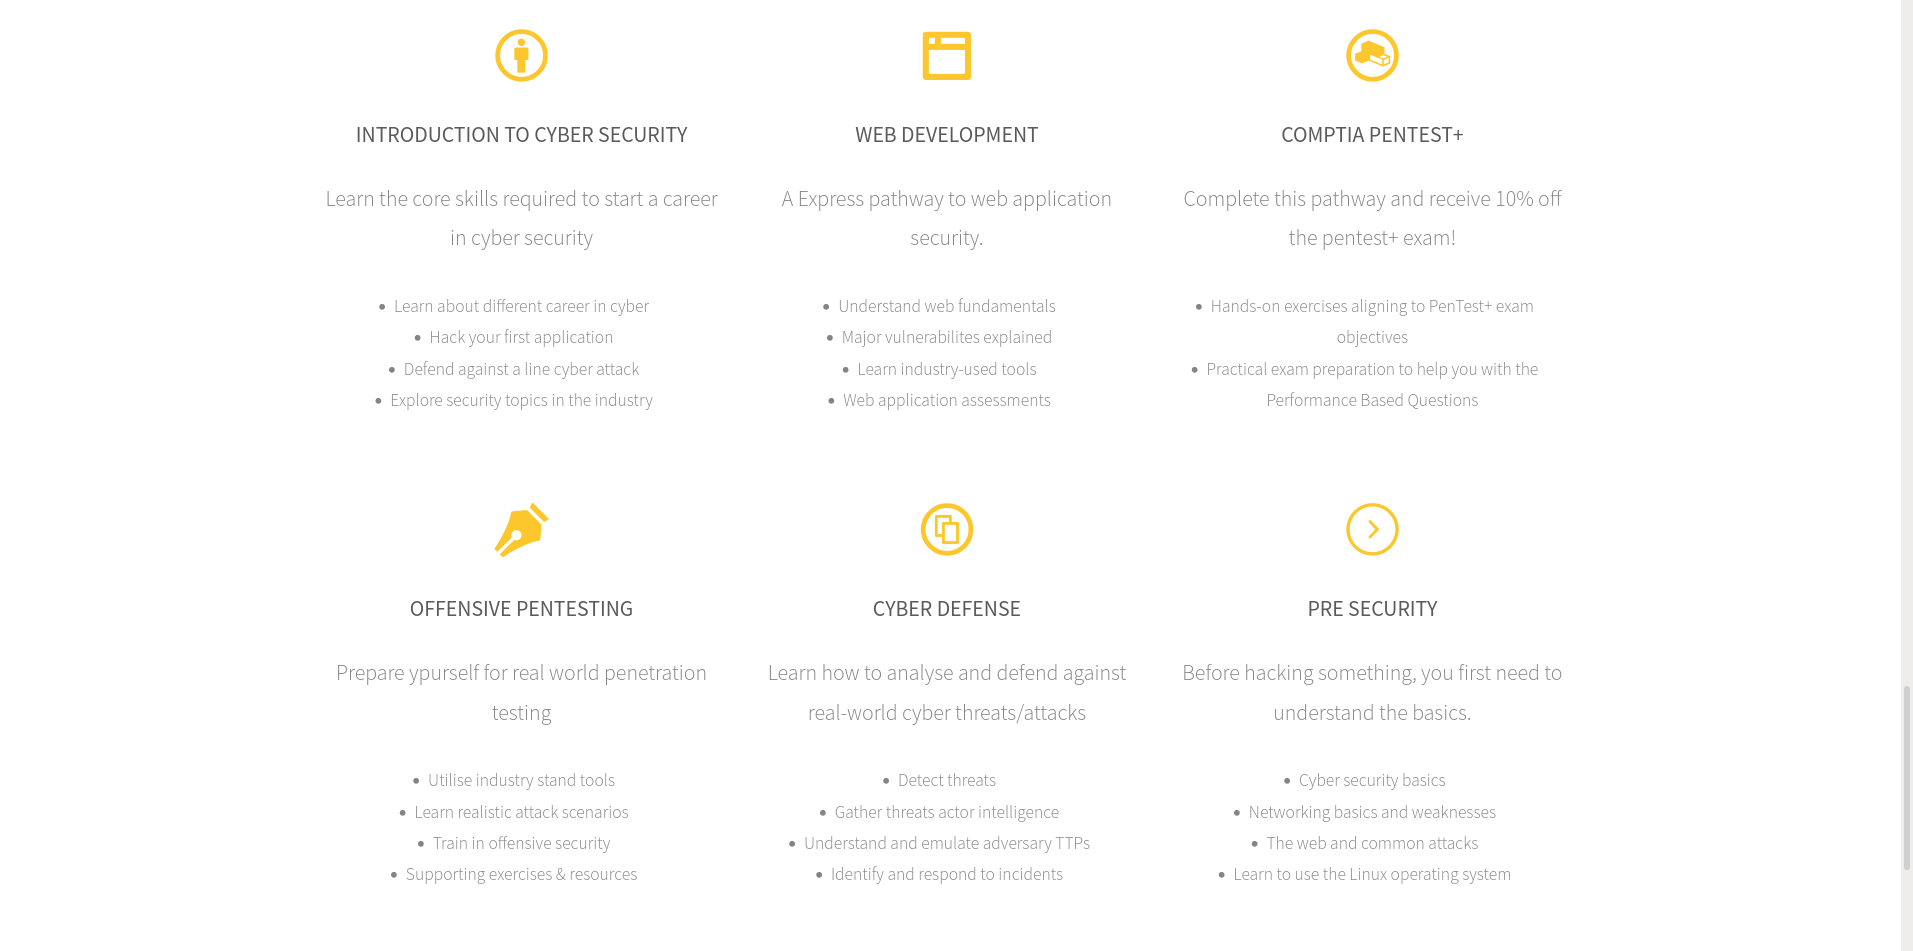 INTRODUCTION TO CYBER SECURITY
Learn the core skills required to start a career
in cyber security
• Learn about different career in cyber
• Hack your first application
• Defend against a line cyber attack
• Explore security topics in the industry
WEB DEVELOPMENT
A Express pathway to web application
security.
• Understand web fundamentals
• Major vulnerabilites explained
• Learn industry-used tools
• Web application assessments
COMPTIA PENTEST+
Complete this pathway and receive 10% off
the pentest+ exam!
• Hands-on exercises aligning to PenTest+ exam
objectives
• Practical exam preparation to help you with the
Performance Based Questions
OFFENSIVE PENTESTING
Prepare ypurself for real world penetration
testing
• Utilise industry stand tools
• Learn realistic attack scenarios
• Train in offensive security
• Supporting exercises & resources
CYBER DEFENSE
Learn how to analyse and defend against
real-world cyber threats/attacks
• Detect threats
• Gather threats actor intelligence
• Understand and emulate adversary TTPs
• Identify and respond to incidents
PRE SECURITY
Before hacking something, you first need to
understand the basics.
• Cyber security basics
• Networking basics and weaknesses
• The web and common attacks
• Learn to use the Linux operating system